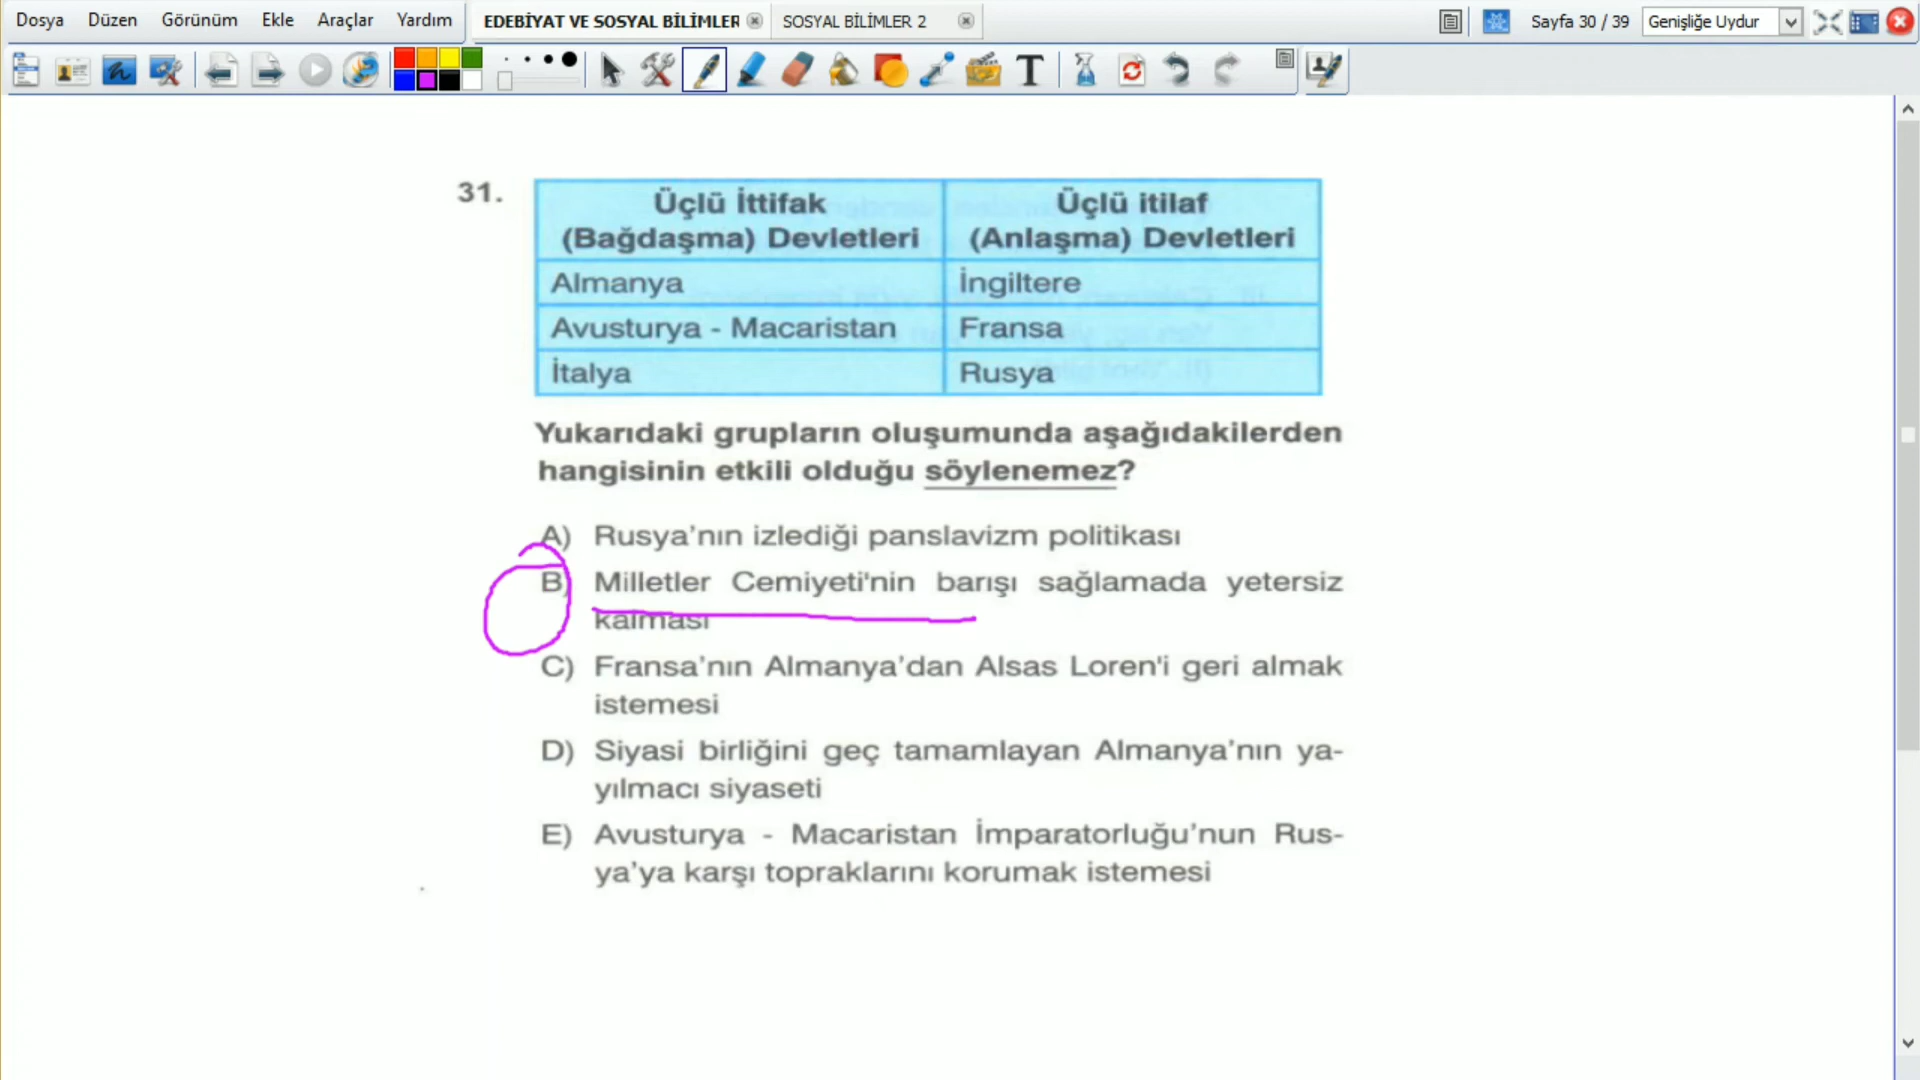 Dosya Düzen Görünüm Ekle Araçlar Yardım EDEBİYAT VE SOSYAL BİLİMLER SOSYAL BİLİMLER 2 Sayfa 30 / 39 Genişliğe Uydur
31.
Üçlü İttifak
(Bağdaşma) Devletleri
Üçlü itilaf
(Anlaşma) Devletleri
Almanya İngiltere
Avusturya - Macaristan Fransa
İtalya Rusya
Yukarıdaki grupların oluşumunda aşağıdakilerden
hangisinin etkili olduğu söylenemez?
A) Rusya'nın izlediği panslavizm politikası
B) Milletler Cemiyeti'nin barışı sağlamada yetersiz
kalması
C) Fransa'nın Almanya'dan Alsas Loren'i geri almak
istemesi
D) Siyasi birliğini geç tamamlayan Almanya'nın ya-
yılmacı siyaseti
E) Avusturya - Macaristan İmparatorluğu'nun Rus-
ya'ya karşı topraklarını korumak istemesi